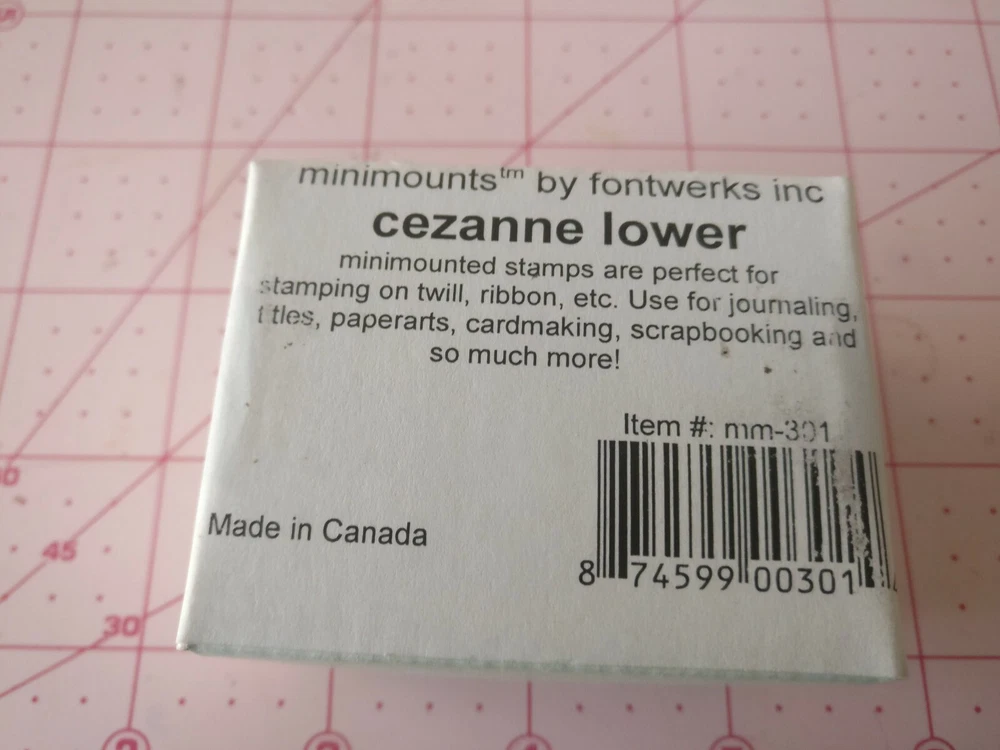 minimounts™ by fontwerks inc
cezanne lower
minimounted stamps are perfect for
stamping on twill, ribbon, etc. Use for journaling,
titles, paperarts, cardmaking, scrapbooking and
so much more!
Item #: mm-301
Made in Canada
8 74599 00301 4
45
30